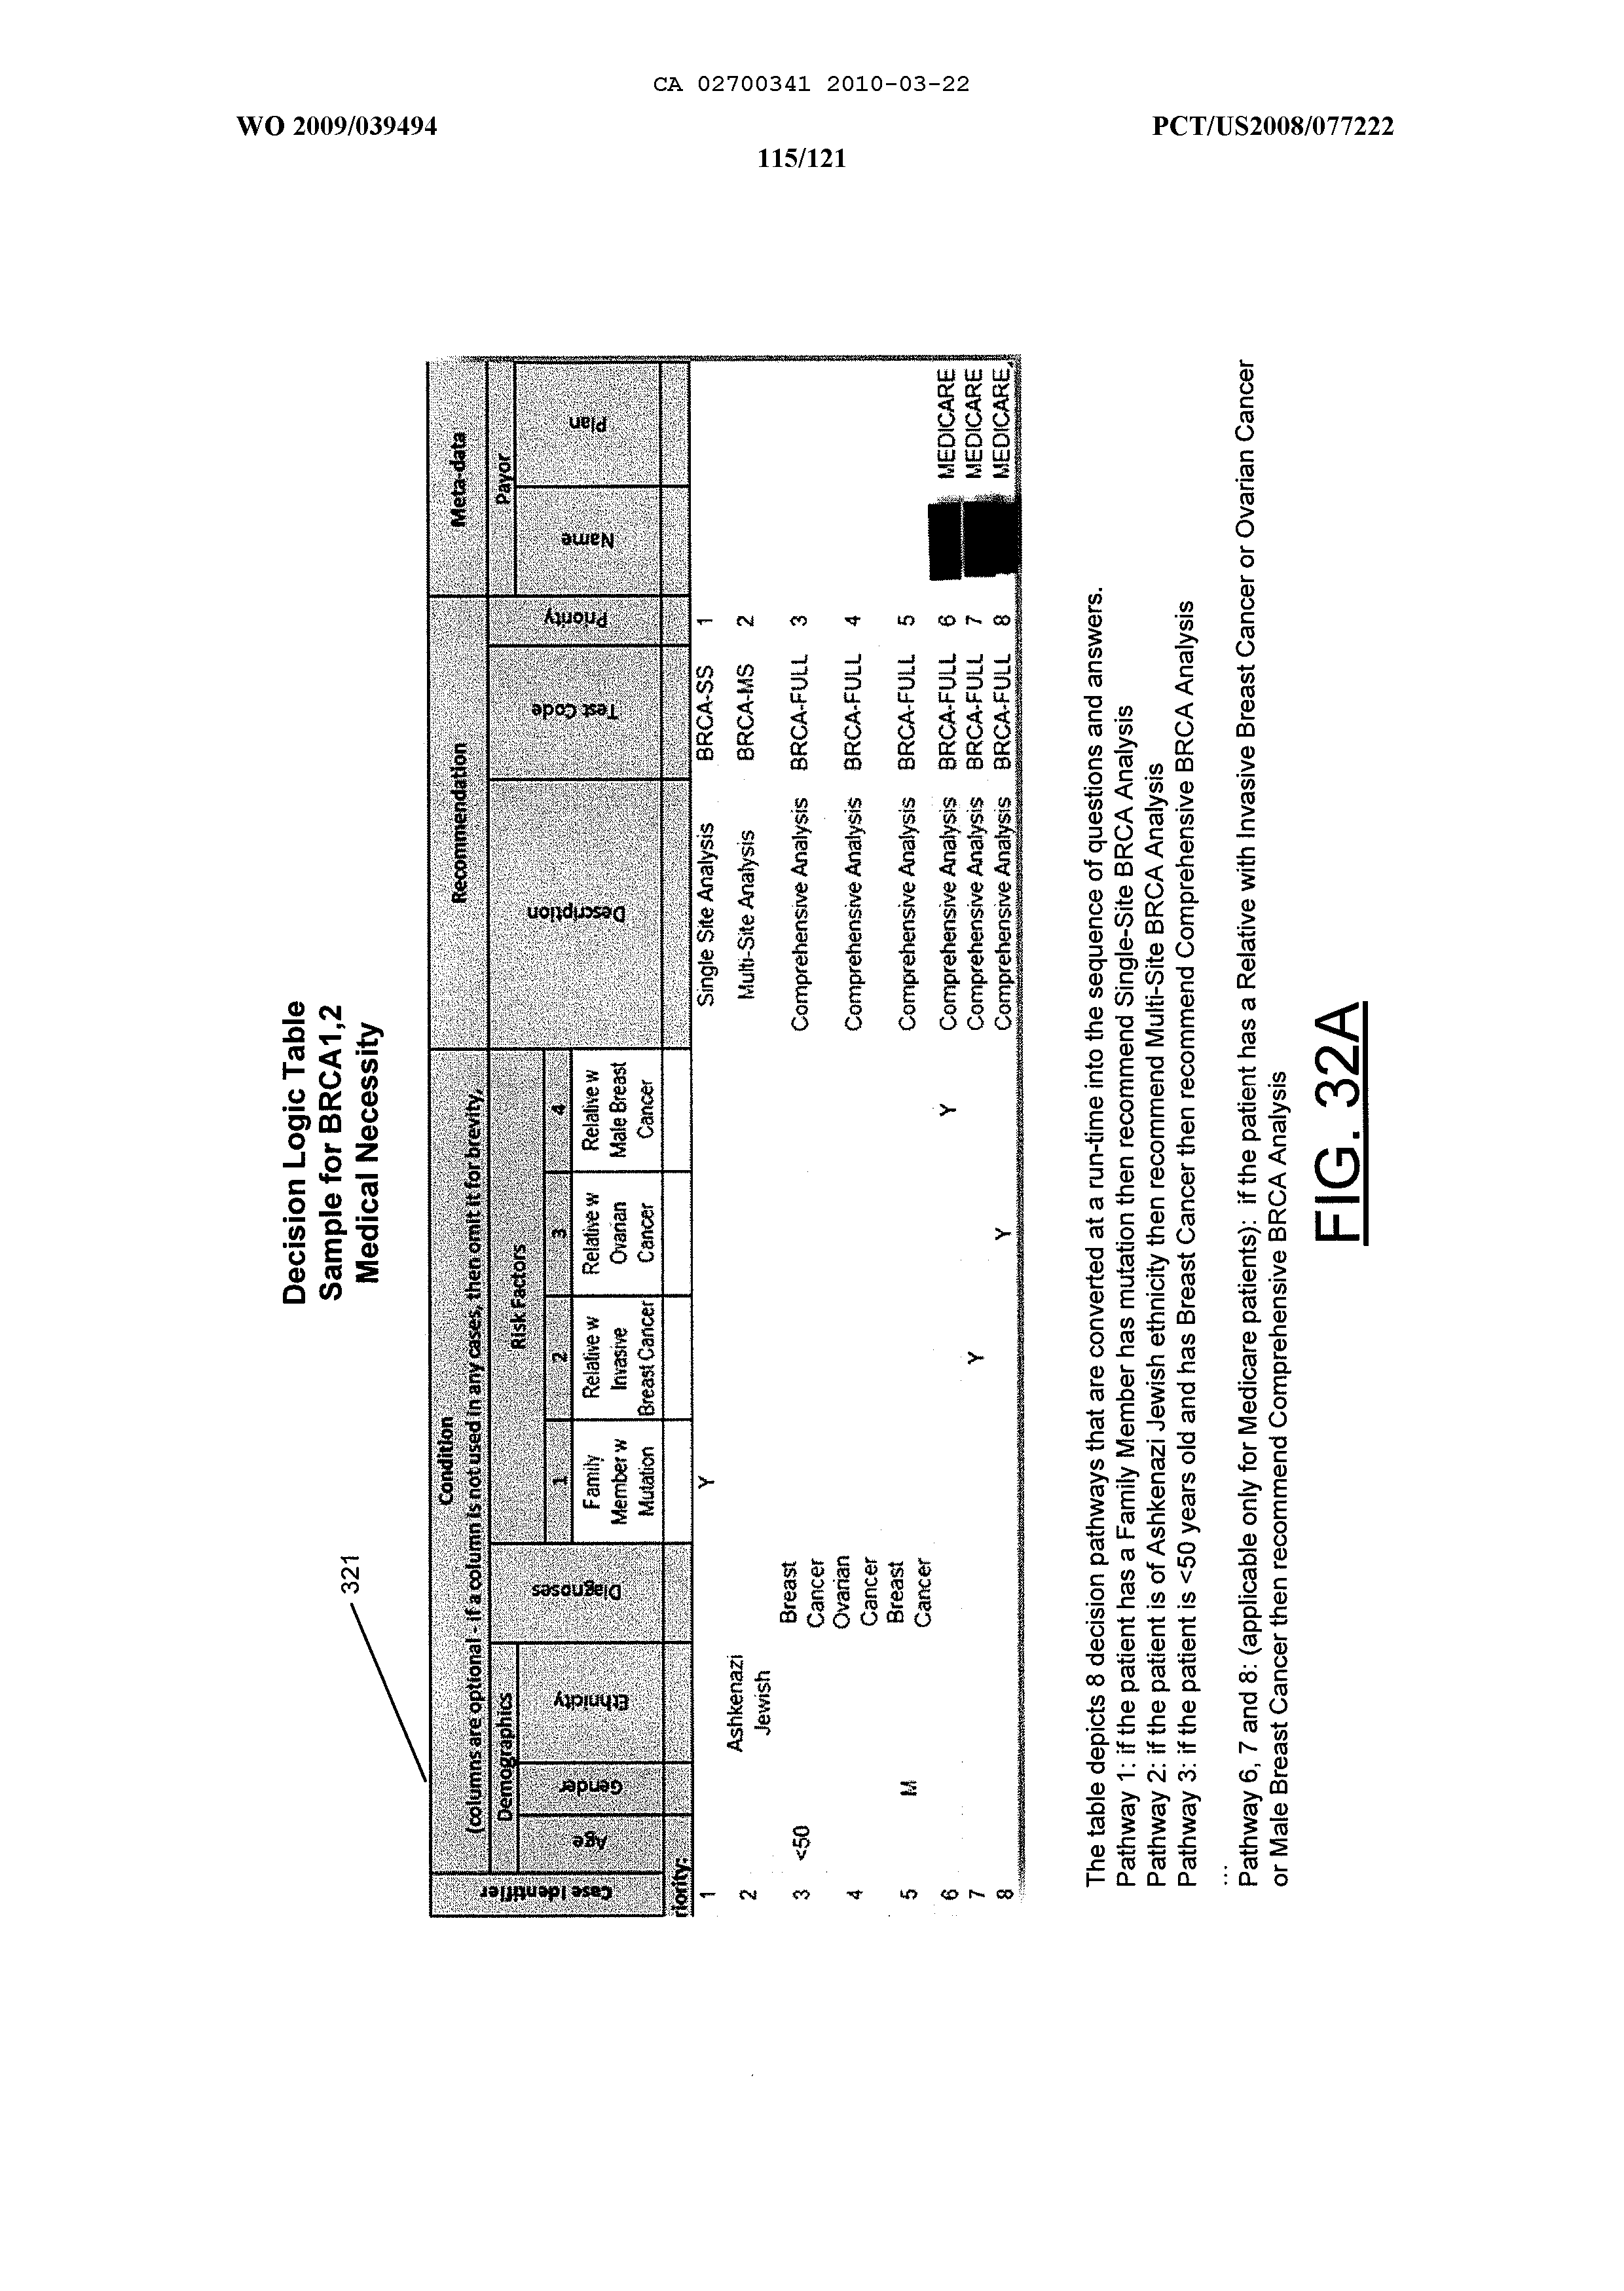 CA 02700341 2010-03-22
WO 2009/039494
PCT/US2008/077222
115/121
Decision Logic Table
Sample for BRCA1,2
Medical Necessity
321
Condition
(columns are optional - if a column is not used in any cases, then omit it for brevity.
Recommendation
Meta-data
Case Identifier
Demographics
Diagnoses
Risk Factors
Description
Test Code
Priority
Payor
Age
Gender
Ethnicity
1 2 3 4
Name
Plan
Family Member w Mutation
Relative w Invasive Breast Cancer
Relative w Ovarian Cancer
Relative w Male Breast Cancer
riority:
1 Y Single Site Analysis BRCA-SS 1
2 Ashkenazi Jewish Multi-Site Analysis BRCA-MS 2
3 <50 Breast Cancer Comprehensive Analysis BRCA-FULL 3
4 Ovarian Cancer Comprehensive Analysis BRCA-FULL 4
5 M Breast Cancer Comprehensive Analysis BRCA-FULL 5
6 Y Comprehensive Analysis BRCA-FULL 6 MEDICARE
7 Y Comprehensive Analysis BRCA-FULL 7 MEDICARE
8 Y Comprehensive Analysis BRCA-FULL 8 MEDICARE
The table depicts 8 decision pathways that are converted at a run-time into the sequence of questions and answers.
Pathway 1: if the patient has a Family Member has mutation then recommend Single-Site BRCA Analysis
Pathway 2: if the patient is of Ashkenazi Jewish ethnicity then recommend Multi-Site BRCA Analysis
Pathway 3: if the patient is <50 years old and has Breast Cancer then recommend Comprehensive BRCA Analysis
...
Pathway 6, 7 and 8: (applicable only for Medicare patients): if the patient has a Relative with Invasive Breast Cancer or Ovarian Cancer
or Male Breast Cancer then recommend Comprehensive BRCA Analysis
FIG. 32A